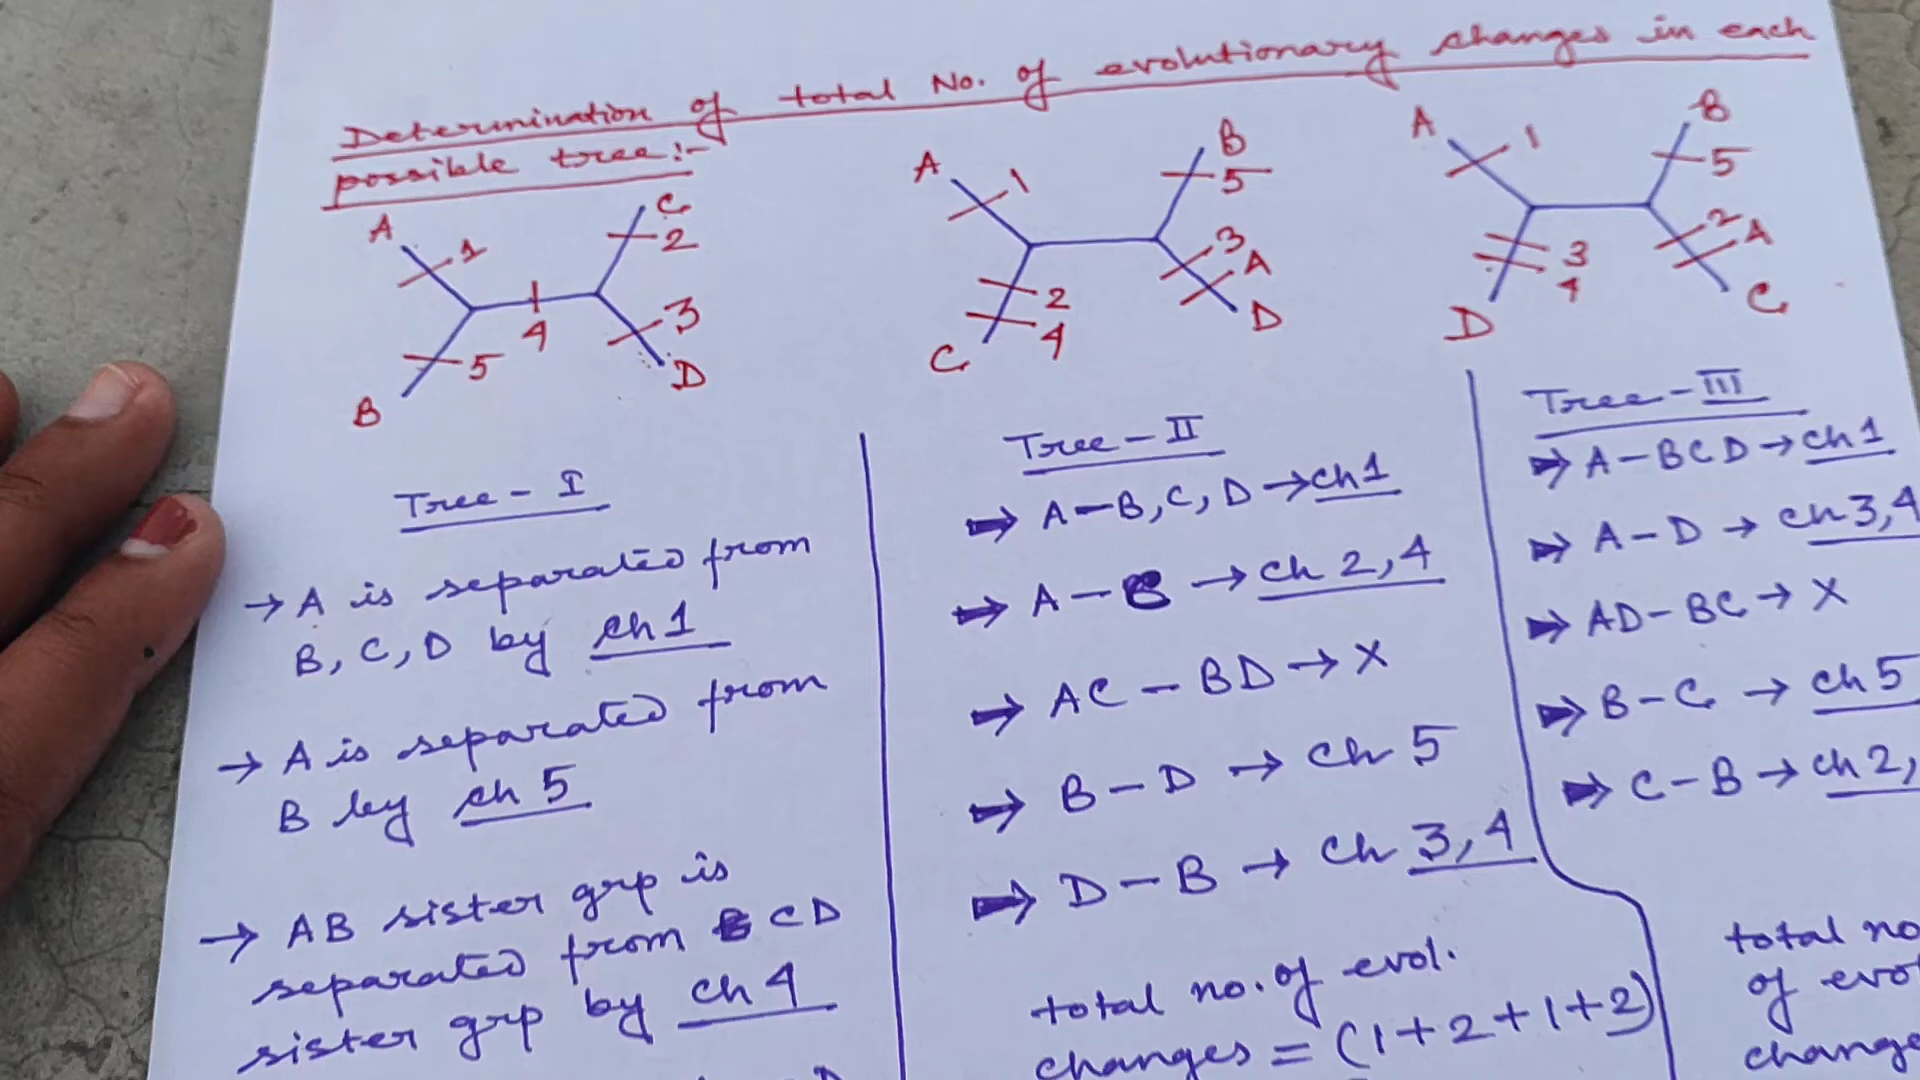 Determination of total No. of evolutionary changes in each
possible tree:-
A 1 C 2 4 3 5 D B
A 1 B 5 3 A 2 4 C D
A 1 B 5 2 A 3 4 D C
Tree - I
→ A is separated from
B, C, D by ch 1
→ A is separated from
B by ch 5
→ AB sister grp is
separated from CD
sister grp by ch 4
Tree - II
⇒ A - B, C, D → ch 1
⇒ A - C → ch 2, 4
⇒ AC - BD → X
⇒ B - D → ch 5
⇒ D - B → ch 3, 4
total no. of evol.
changes = (1+2+1+2)
Tree - III
⇒ A - BCD → ch 1
⇒ A - D → ch 3, 4
⇒ AD - BC → X
⇒ B - C → ch 5
⇒ C - B → ch 2,
total no
of evol
change